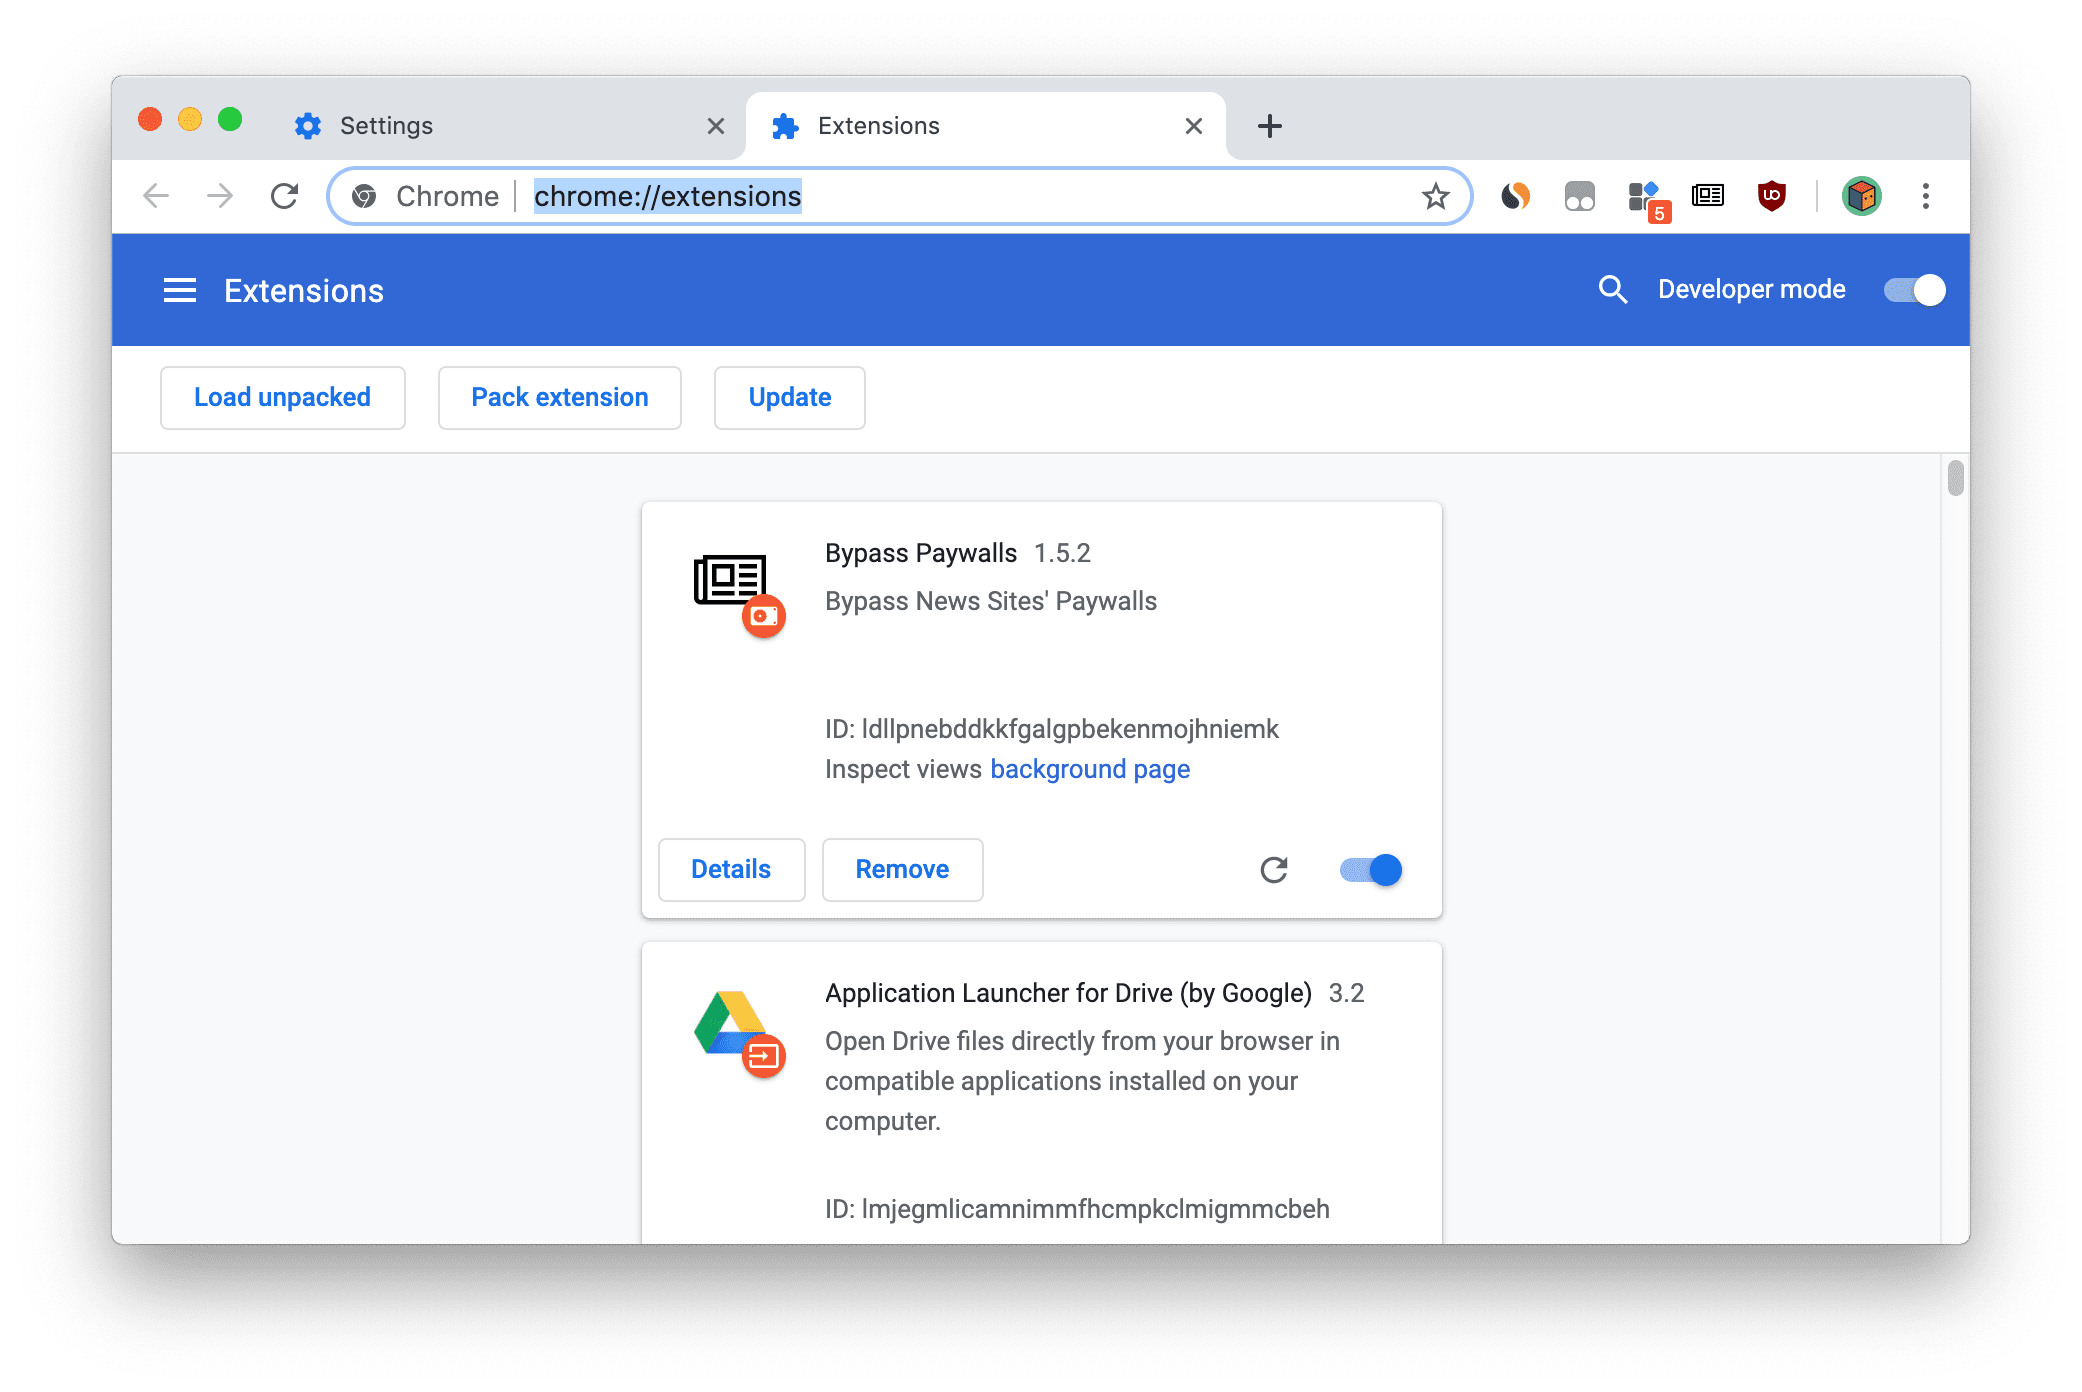 Settings
Extensions
Chrome
chrome://extensions
5
Extensions
Developer mode
Load unpacked
Pack extension
Update
Bypass Paywalls 1.5.2
Bypass News Sites' Paywalls
ID: ldllpnebddkkfgalgpbekenmojhniemk
Inspect views background page
Details
Remove
Application Launcher for Drive (by Google) 3.2
Open Drive files directly from your browser in
compatible applications installed on your
computer.
ID: lmjegmlicamnimmfhcmpkclmigmmcbeh